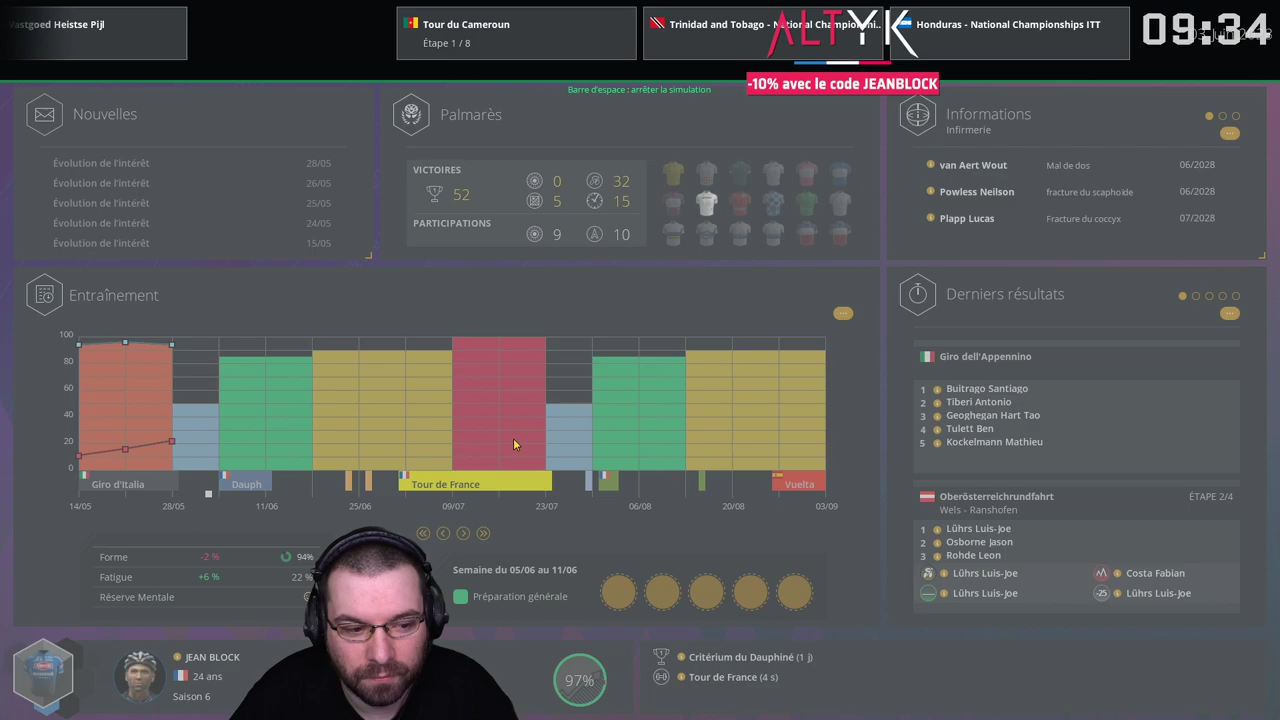 Vastgoed Heistse Pijl
Tour du Cameroun
Étape 1 / 8
Trinidad and Tobago - National Championshi...
Honduras - National Championships ITT
ALTYK
09:34
-10% avec le code JEANBLOCK
Barre d'espace : arrêter la simulation
Nouvelles
Évolution de l'intérêt 28/05
Évolution de l'intérêt 26/05
Évolution de l'intérêt 25/05
Évolution de l'intérêt 24/05
Évolution de l'intérêt 15/05
Palmarès
VICTOIRES
52
0
32
5
15
PARTICIPATIONS
9
10
Informations
Infirmerie
van Aert Wout Mal de dos 06/2028
Powless Neilson fracture du scaphoïde 06/2028
Plapp Lucas Fracture du coccyx 07/2028
Entraînement
100
80
60
40
20
0
Giro d'Italia
Dauph
Tour de France
Vuelta
14/05 28/05 11/06 25/06 09/07 23/07 06/08 20/08 03/09
Forme -2 % 94%
Fatigue +6 % 22 %
Réserve Mentale
Semaine du 05/06 au 11/06
Préparation générale
Derniers résultats
Giro dell'Appennino
1 Buitrago Santiago
2 Tiberi Antonio
3 Geoghegan Hart Tao
4 Tulett Ben
5 Kockelmann Mathieu
Oberösterreichrundfahrt ÉTAPE 2/4
Wels - Ranshofen
1 Lührs Luis-Joe
2 Osborne Jason
3 Rohde Leon
Lührs Luis-Joe Costa Fabian
Lührs Luis-Joe -25 Lührs Luis-Joe
JEAN BLOCK
24 ans
Saison 6
97%
Critérium du Dauphiné (1 j)
Tour de France (4 s)